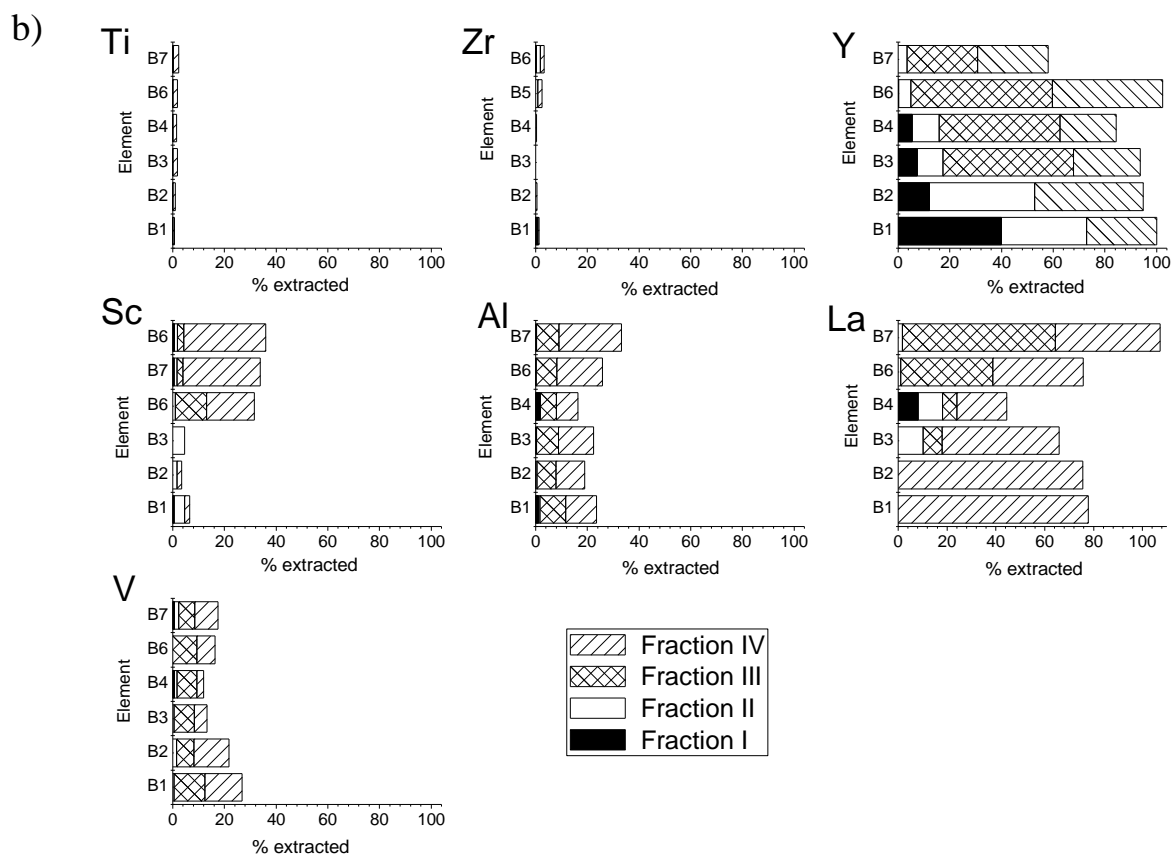 b)
Ti
B7
B6
B4
B3
B2
B1
Element
0 20 40 60 80 100
% extracted
Zr
B6
B5
B4
B3
B2
B1
Element
0 20 40 60 80 100
% extracted
Y
B7
B6
B4
B3
B2
B1
Element
0 20 40 60 80 100
% extracted
Sc
B6
B7
B6
B3
B2
B1
Element
0 20 40 60 80 100
% extracted
Al
B7
B6
B4
B3
B2
B1
Element
0 20 40 60 80 100
% extracted
La
B7
B6
B4
B3
B2
B1
Element
0 20 40 60 80 100
% extracted
V
B7
B6
B4
B3
B2
B1
Element
0 20 40 60 80 100
% extracted
Fraction IV
Fraction III
Fraction II
Fraction I